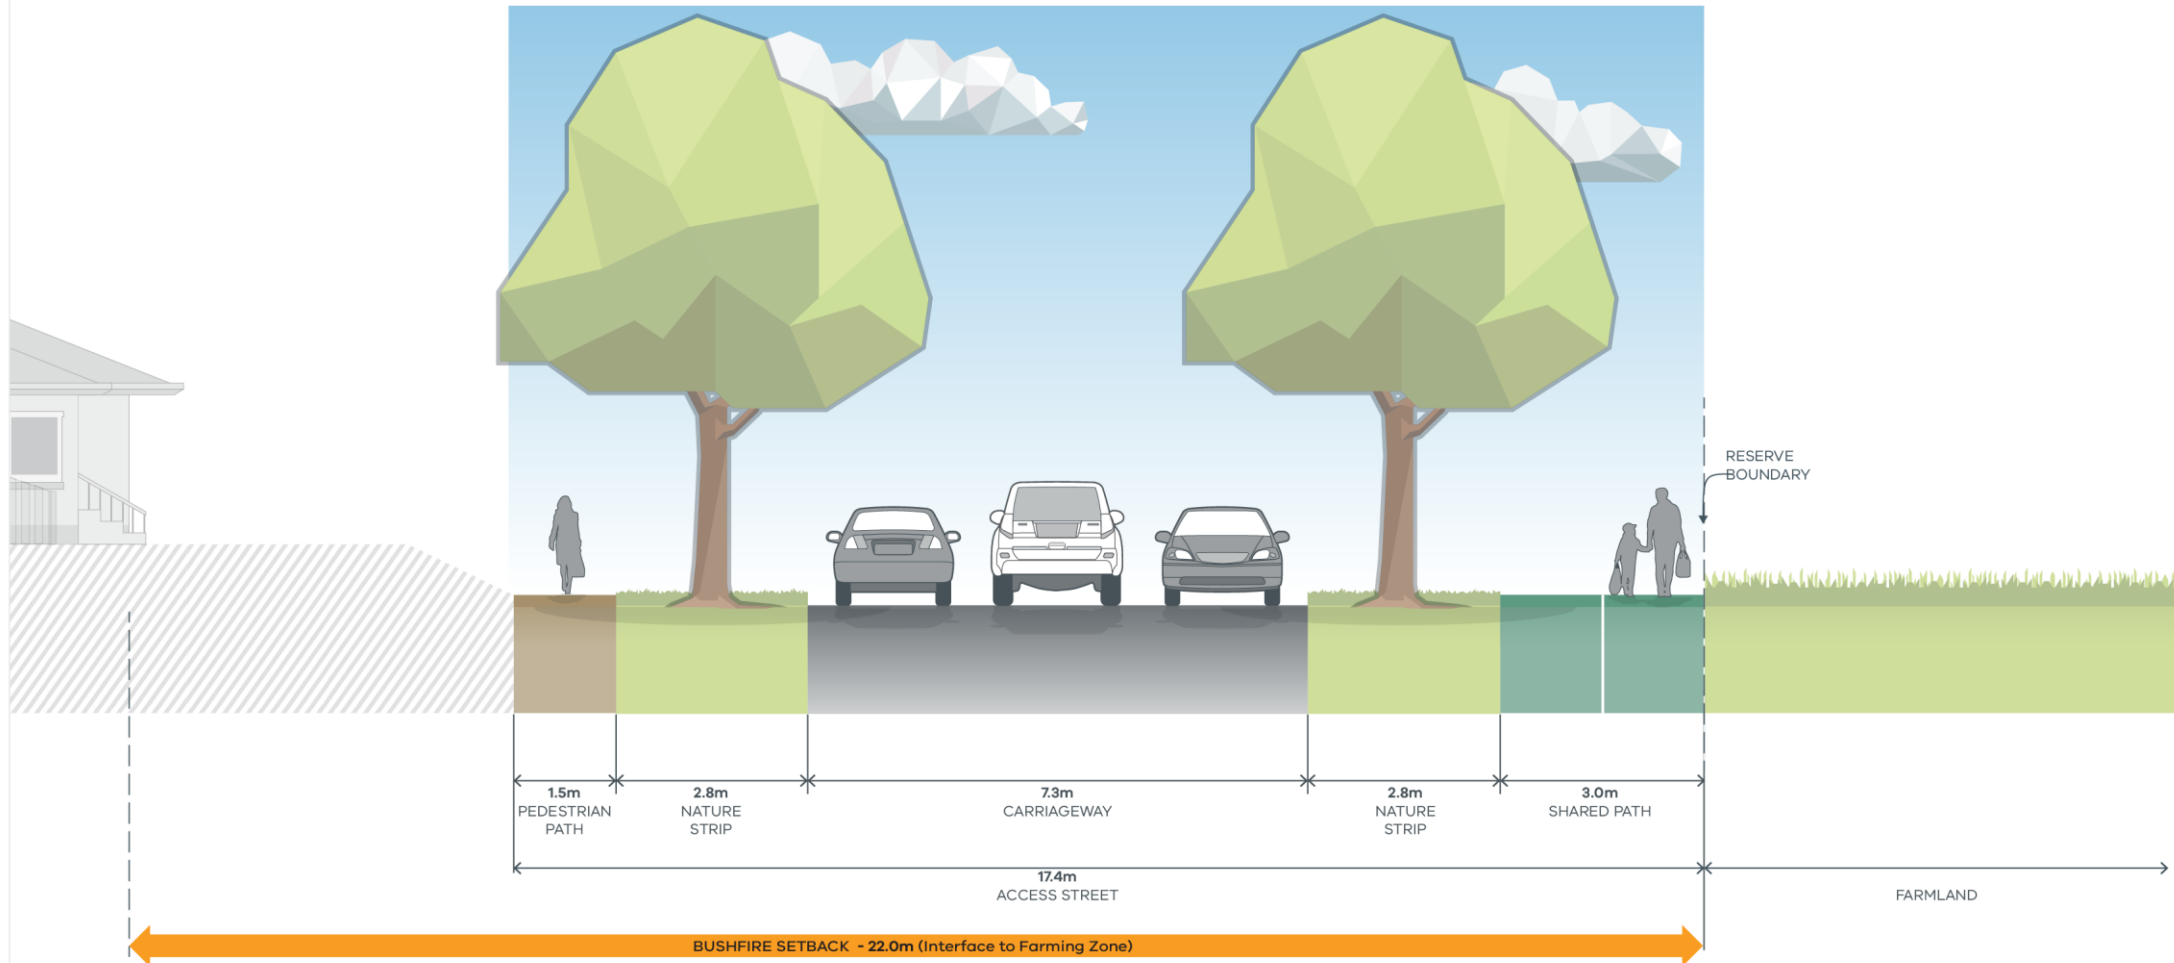 RESERVE
BOUNDARY
1.5m
PEDESTRIAN
PATH
2.8m
NATURE
STRIP
7.3m
CARRIAGEWAY
2.8m
NATURE
STRIP
3.0m
SHARED PATH
17.4m
ACCESS STREET
FARMLAND
BUSHFIRE SETBACK - 22.0m (Interface to Farming Zone)